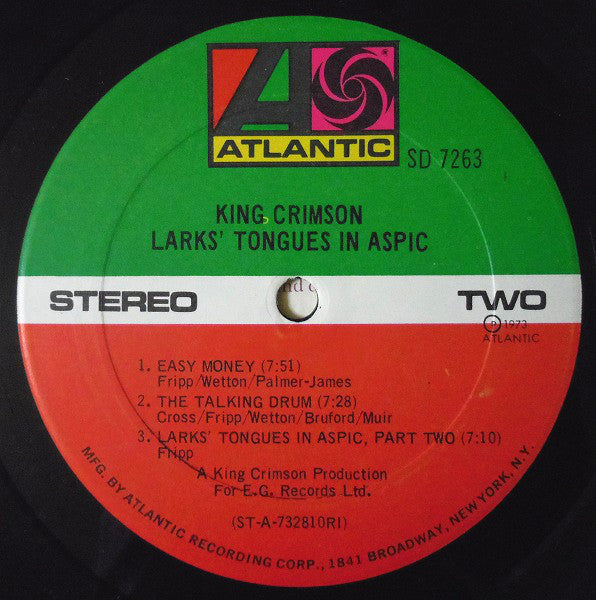 ATLANTIC
SD 7263
KING CRIMSON
LARKS' TONGUES IN ASPIC
STEREO
TWO
℗ 1973
ATLANTIC
1. EASY MONEY (7:51)
Fripp/Wetton/Palmer-James
2. THE TALKING DRUM (7:28)
Cross/Fripp/Wetton/Bruford/Muir
3. LARKS' TONGUES IN ASPIC, PART TWO (7:10)
Fripp
A King Crimson Production
For E.G. Records Ltd.
(ST-A-732810RI)
MFG. BY ATLANTIC RECORDING CORP., 1841 BROADWAY, NEW YORK, N.Y.